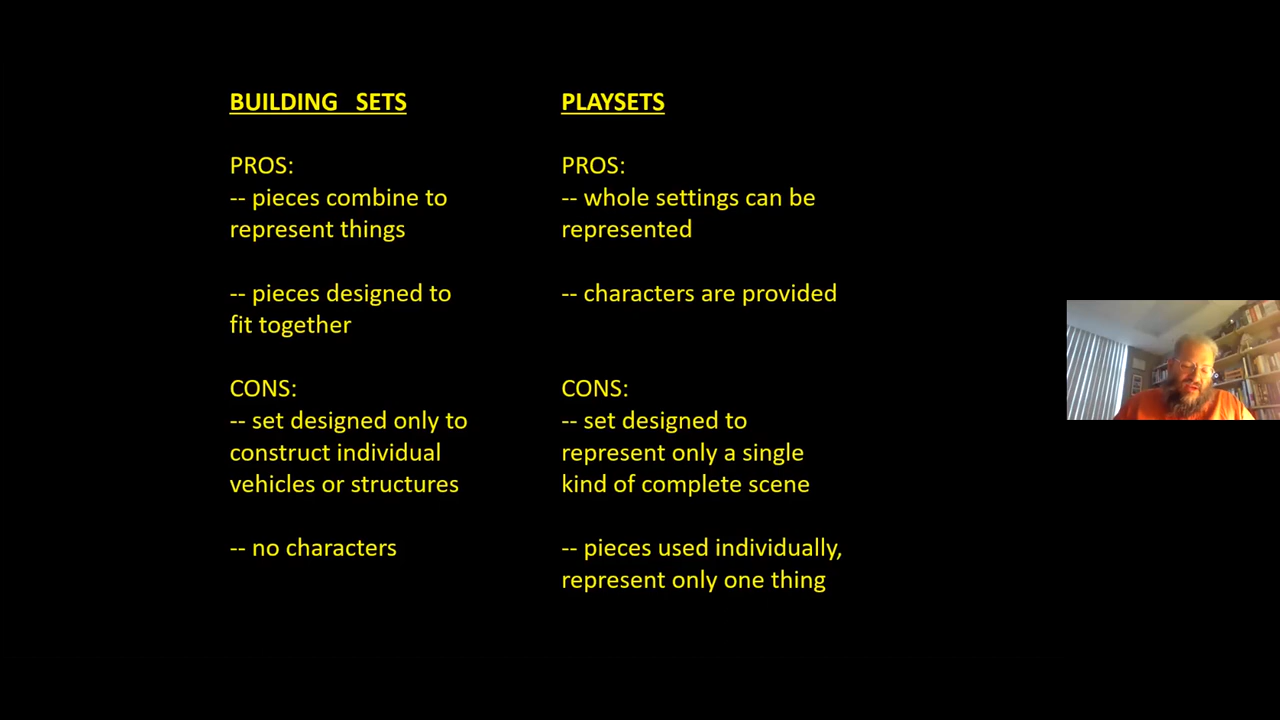 BUILDING SETS
PROS:
-- pieces combine to
represent things
-- pieces designed to
fit together
CONS:
-- set designed only to
construct individual
vehicles or structures
-- no characters
PLAYSETS
PROS:
-- whole settings can be
represented
-- characters are provided
CONS:
-- set designed to
represent only a single
kind of complete scene
-- pieces used individually,
represent only one thing